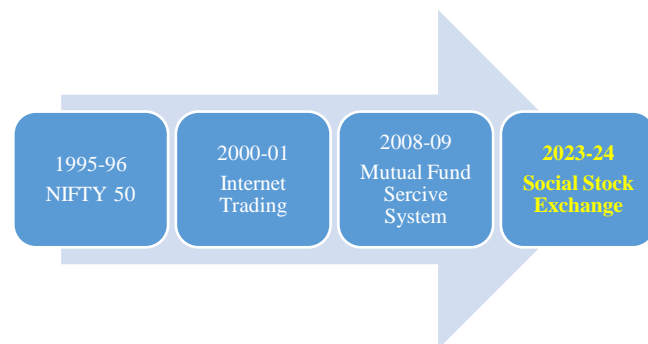 1995-96
NIFTY 50
2000-01
Internet
Trading
2008-09
Mutual Fund
Sercive
System
2023-24
Social Stock
Exchange